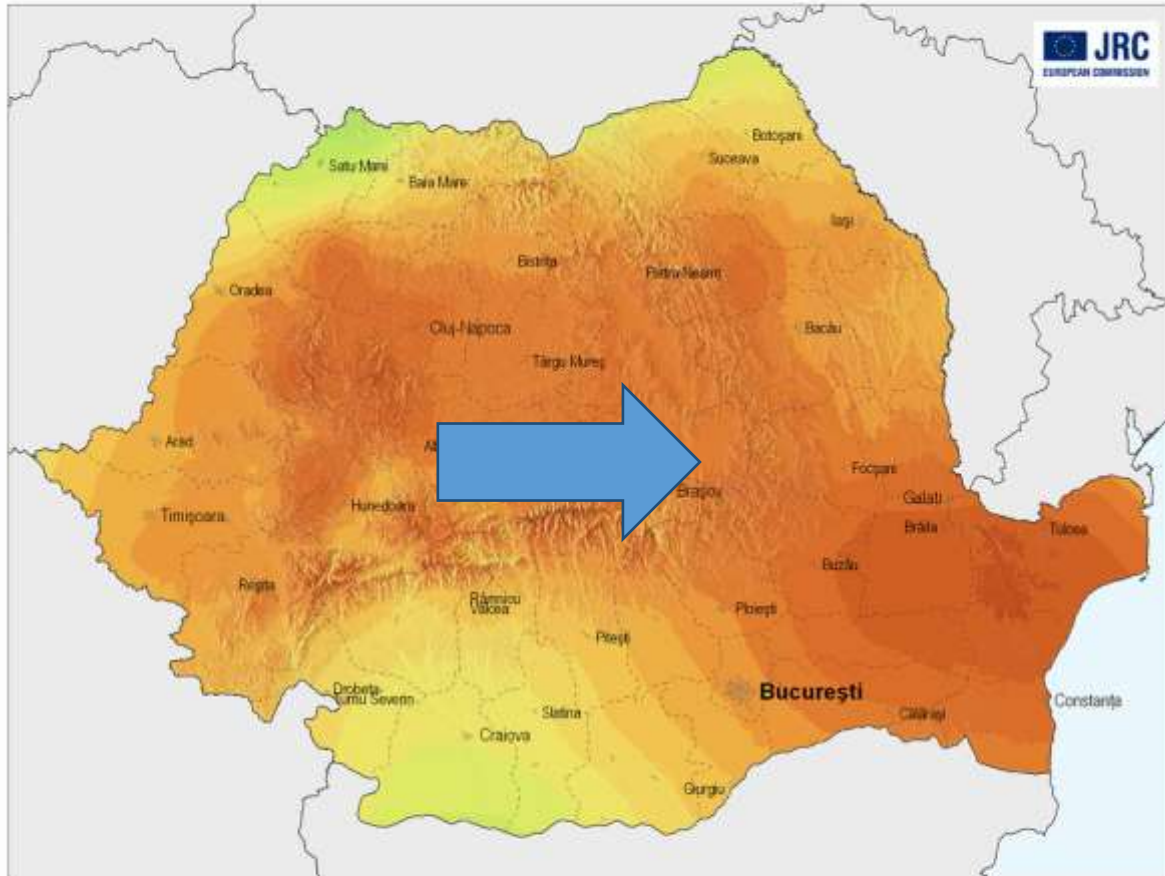 JRC
EUROPEAN COMMISSION
Botoşani
Suceava
Satu Mare
Baia Mare
Iaşi
Bistriţa
Piatra-Neamţ
Oradea
Cluj-Napoca
Bacău
Târgu Mureş
Arad
Focşani
Braşov
Galaţi
Hunedoara
Timişoara
Brăila
Tulcea
Buzău
Reşiţa
Râmnicu
Vâlcea
Ploieşti
Piteşti
Bucureşti
Drobeta-
Turnu Severin
Constanţa
Slatina
Călăraşi
Craiova
Giurgiu